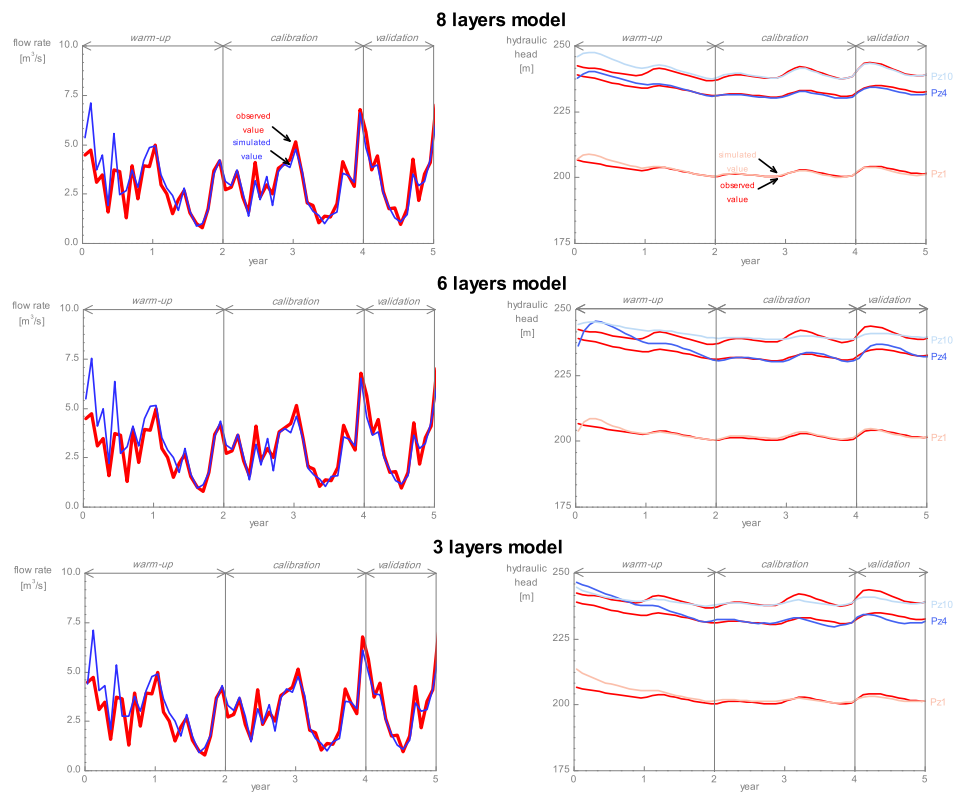 8 layers model
flow rate
[m³/s]
warm-up
calibration
validation
10.0
7.5
5.0
2.5
0.0
observed
value
simulated
value
0
1
2
3
4
5
year
hydraulic
head
[m]
warm-up
calibration
validation
250
225
200
175
Pz10
Pz4
Pz1
simulated
value
observed
value
0
1
2
3
4
5
year
6 layers model
flow rate
[m³/s]
warm-up
calibration
validation
10.0
7.5
5.0
2.5
0.0
0
1
2
3
4
5
year
hydraulic
head
[m]
warm-up
calibration
validation
250
225
200
175
Pz10
Pz4
Pz1
0
1
2
3
4
5
year
3 layers model
flow rate
[m³/s]
warm-up
calibration
validation
10.0
7.5
5.0
2.5
0.0
0
1
2
3
4
5
year
hydraulic
head
[m]
warm-up
calibration
validation
250
225
200
175
Pz10
Pz4
Pz1
0
1
2
3
4
5
year